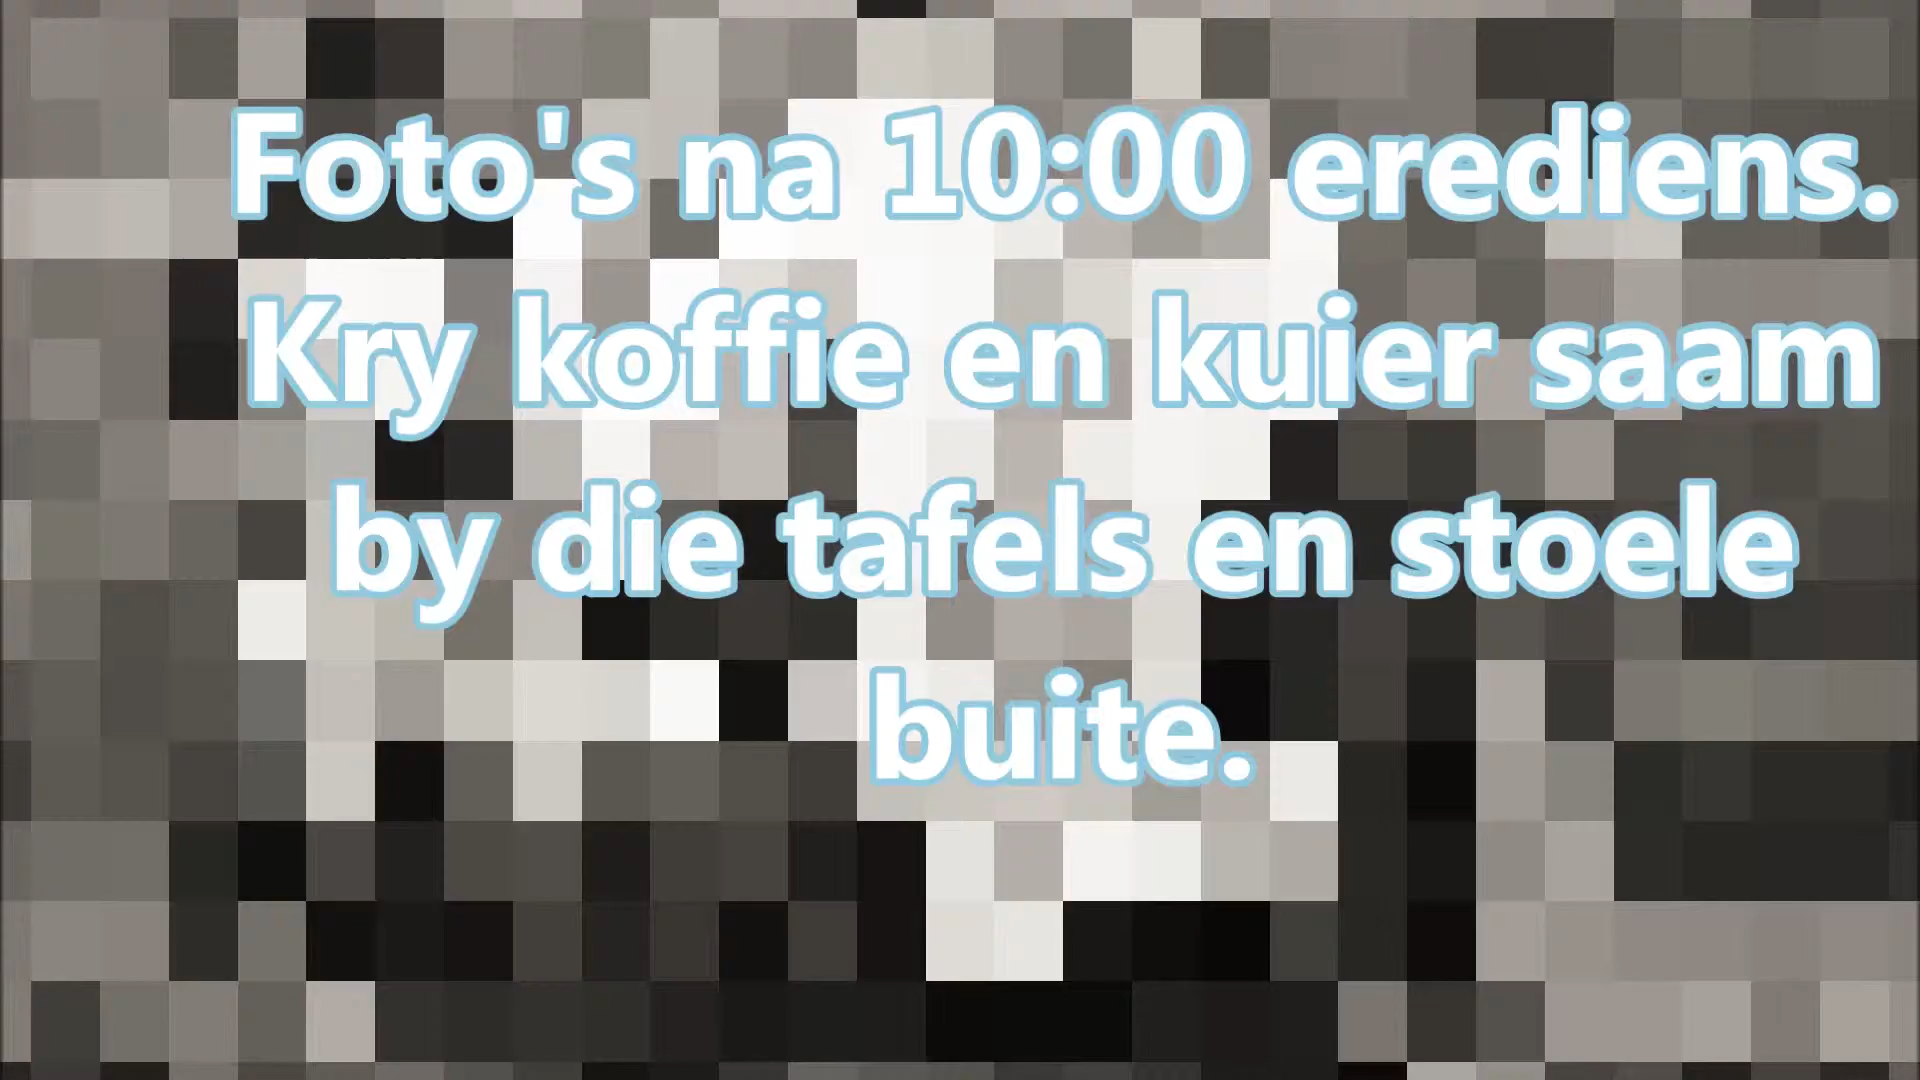 Foto's na 10:00 erediens.
Kry koffie en kuier saam
by die tafels en stoele
buite.